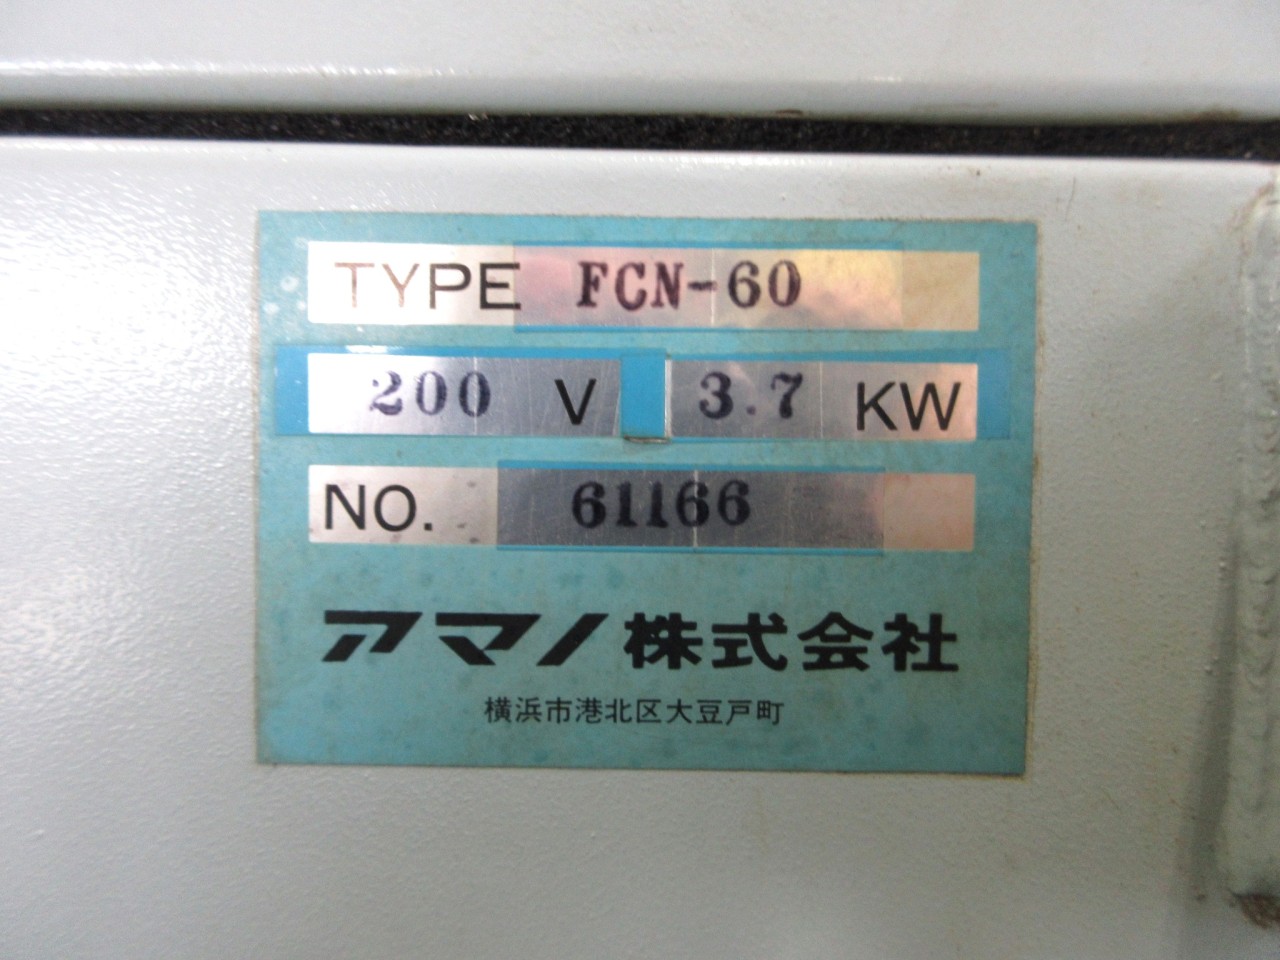 TYPE FCN-60
200 V 3.7 KW
NO. 61166
アマノ株式会社
横浜市港北区大豆戸町